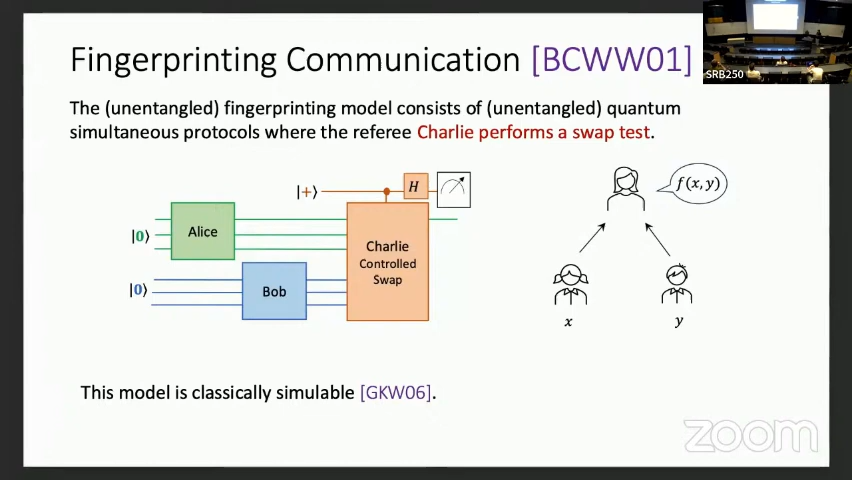 Fingerprinting Communication [BCWW01]
SRB250
The (unentangled) fingerprinting model consists of (unentangled) quantum
simultaneous protocols where the referee Charlie performs a swap test.
|+⟩
H
f(x, y)
Alice
|0⟩
Charlie
Controlled
Swap
|0⟩
Bob
x
y
This model is classically simulable [GKW06].
zoom